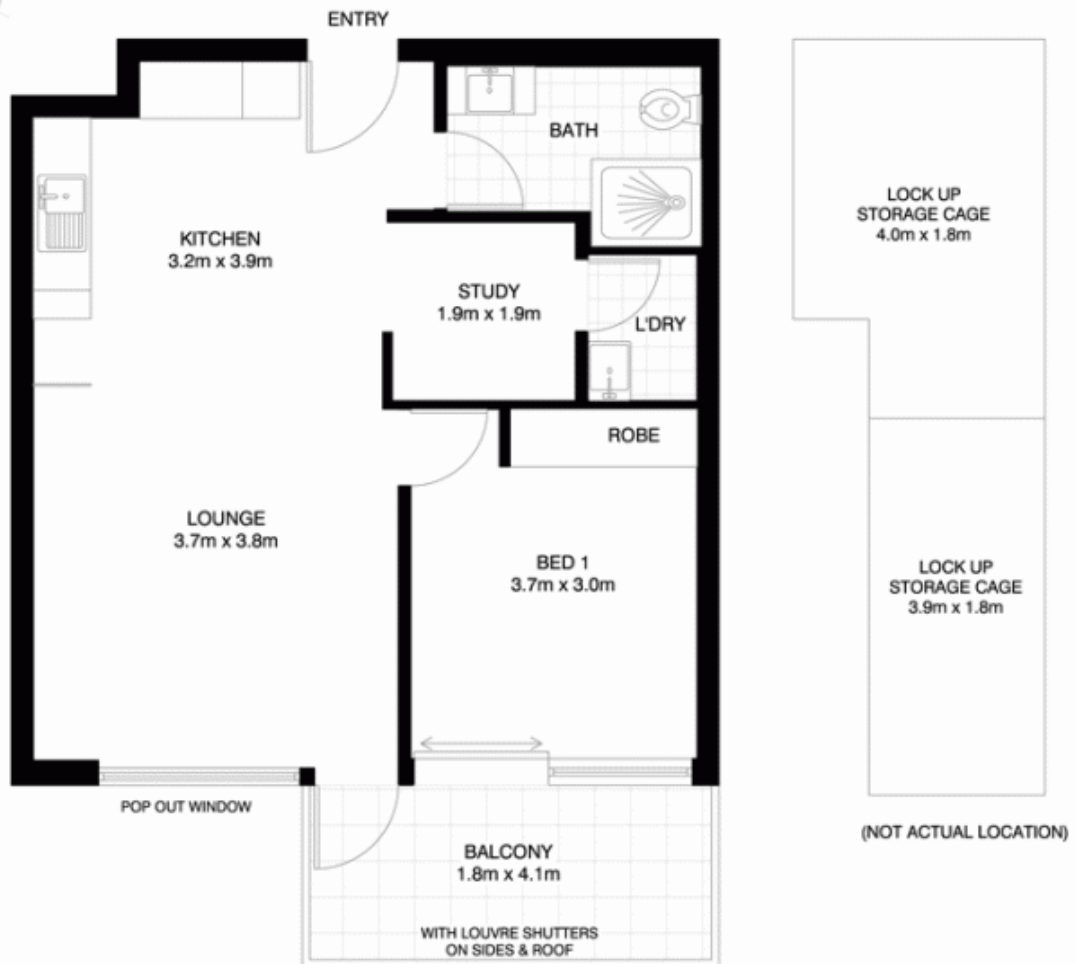 ENTRY
BATH
KITCHEN
3.2m x 3.9m
STUDY
1.9m x 1.9m
L'DRY
ROBE
LOUNGE
3.7m x 3.8m
BED 1
3.7m x 3.0m
POP OUT WINDOW
BALCONY
1.8m x 4.1m
WITH LOUVRE SHUTTERS
ON SIDES & ROOF
LOCK UP
STORAGE CAGE
4.0m x 1.8m
LOCK UP
STORAGE CAGE
3.9m x 1.8m
(NOT ACTUAL LOCATION)